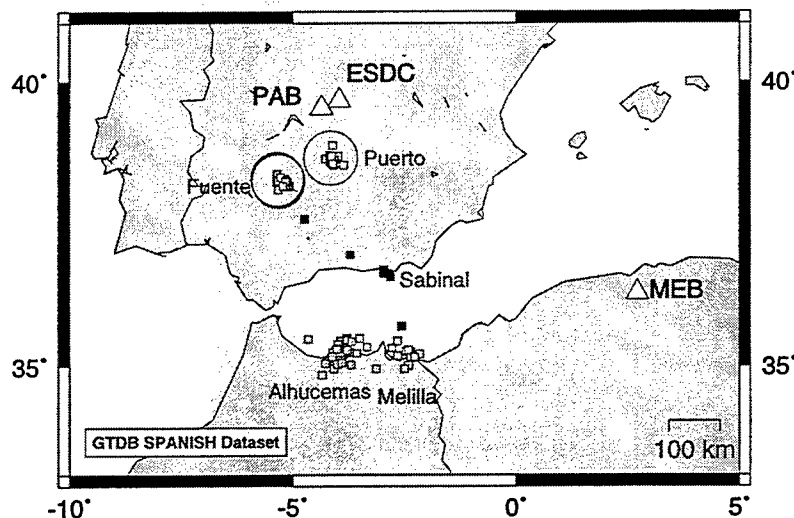 40° 40°
ESDC
PAB
Puerto
Fuente
Sabinal
MEB
35° 35°
Alhucemas Melilla
GTDB SPANISH Dataset
100 km
-10° -5° 0° 5°